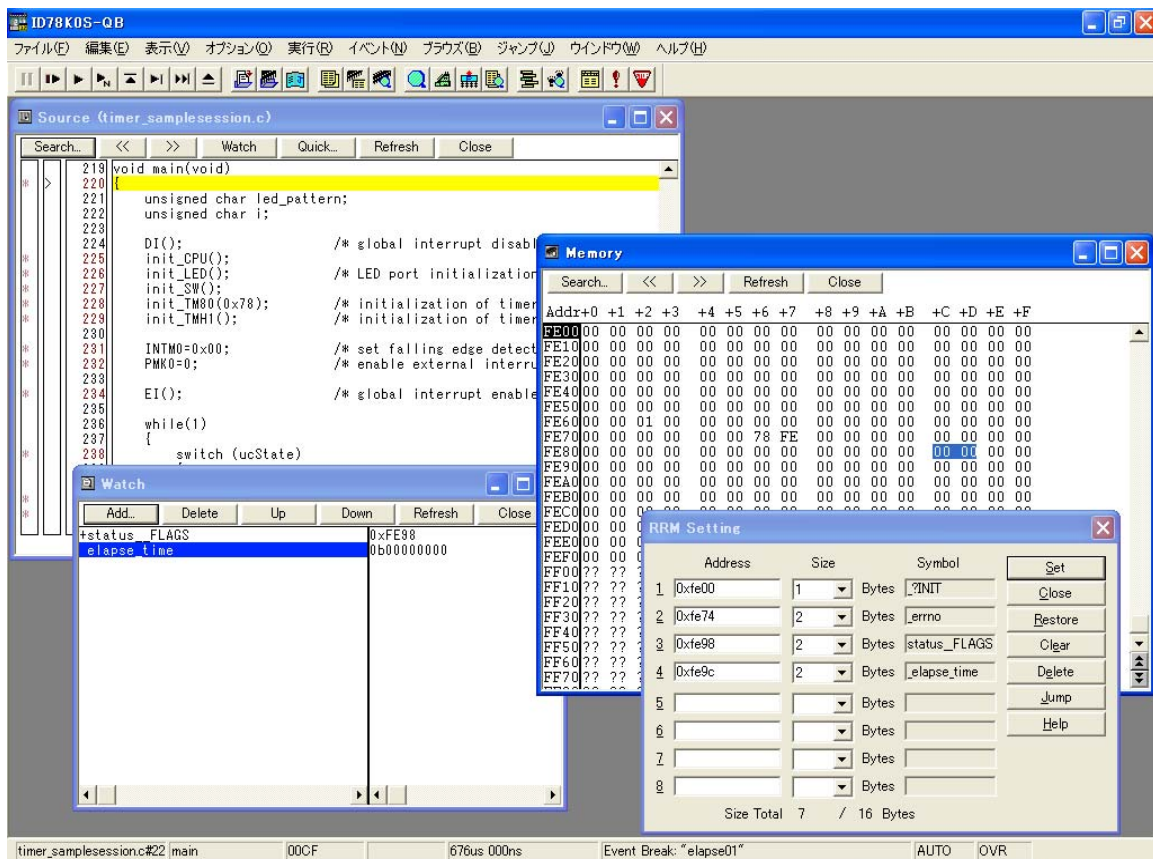 ID78K0S-QB
ファイル(F) 編集(E) 表示(V) オプション(O) 実行(R) イベント(N) ブラウズ(B) ジャンプ(J) ウインドウ(W) ヘルプ(H)
Source (timer_samplesession.c)
Search... << >> Watch Quick... Refresh Close
219 void main(void)
* > 220 {
221 unsigned char led_pattern;
222 unsigned char i;
223
224 DI(); /* global interrupt disabl
* 225 init_CPU();
* 226 init_LED(); /* LED port initialization
* 227 init_SW();
* 228 init_TM80(0x78); /* initialization of timer
* 229 init_TMH1(); /* initialization of timer
230
* 231 INTM0=0x00; /* set falling edge detect
* 232 PMK0=0; /* enable external interru
233
* 234 EI(); /* global interrupt enable
235
236 while(1)
237 {
* 238 switch (ucState)
*
*
Memory
Search... << >> Refresh Close
Addr +0 +1 +2 +3 +4 +5 +6 +7 +8 +9 +A +B +C +D +E +F
FE00 00 00 00 00 00 00 00 00 00 00 00 00 00 00 00 00
FE10 00 00 00 00 00 00 00 00 00 00 00 00 00 00 00 00
FE20 00 00 00 00 00 00 00 00 00 00 00 00 00 00 00 00
FE30 00 00 00 00 00 00 00 00 00 00 00 00 00 00 00 00
FE40 00 00 00 00 00 00 00 00 00 00 00 00 00 00 00 00
FE50 00 00 00 00 00 00 00 00 00 00 00 00 00 00 00 00
FE60 00 00 01 00 00 00 00 00 00 00 00 00 00 00 00 00
FE70 00 00 00 00 00 00 78 FE 00 00 00 00 00 00 00 00
FE80 00 00 00 00 00 00 00 00 00 00 00 00 00 00 00 00
FE90 00 00 00 00 00 00 00 00 00 00 00 00 00 00 00 00
FEA0 00 00 00 00 00 00 00 00 00 00 00 00 00 00 00 00
FEB0 00 00 00 00 00 00 00 00 00 00 00 00 00 00 00 00
FEC0 00 00
FED0 00 00
FEE0 00 00
FEF0 00 00
FF00 ?? ??
FF10 ?? ??
FF20 ?? ??
FF30 ?? ??
FF40 ?? ??
FF50 ?? ??
FF60 ?? ??
FF70 ?? ??
Watch
Add... Delete Up Down Refresh Close
+status__FLAGS 0xFE98
elapse_time 0b00000000
RRM Setting
Address Size Symbol
1 0xfe00 1 Bytes _?INIT
2 0xfe74 2 Bytes _errno
3 0xfe98 2 Bytes status__FLAGS
4 0xfe9c 2 Bytes _elapse_time
5 Bytes
6 Bytes
7 Bytes
8 Bytes
Size Total 7 / 16 Bytes
Set
Close
Restore
Clear
Delete
Jump
Help
timer_samplesession.c#22 main 00CF 676us 000ns Event Break: "elapse01" AUTO OVR